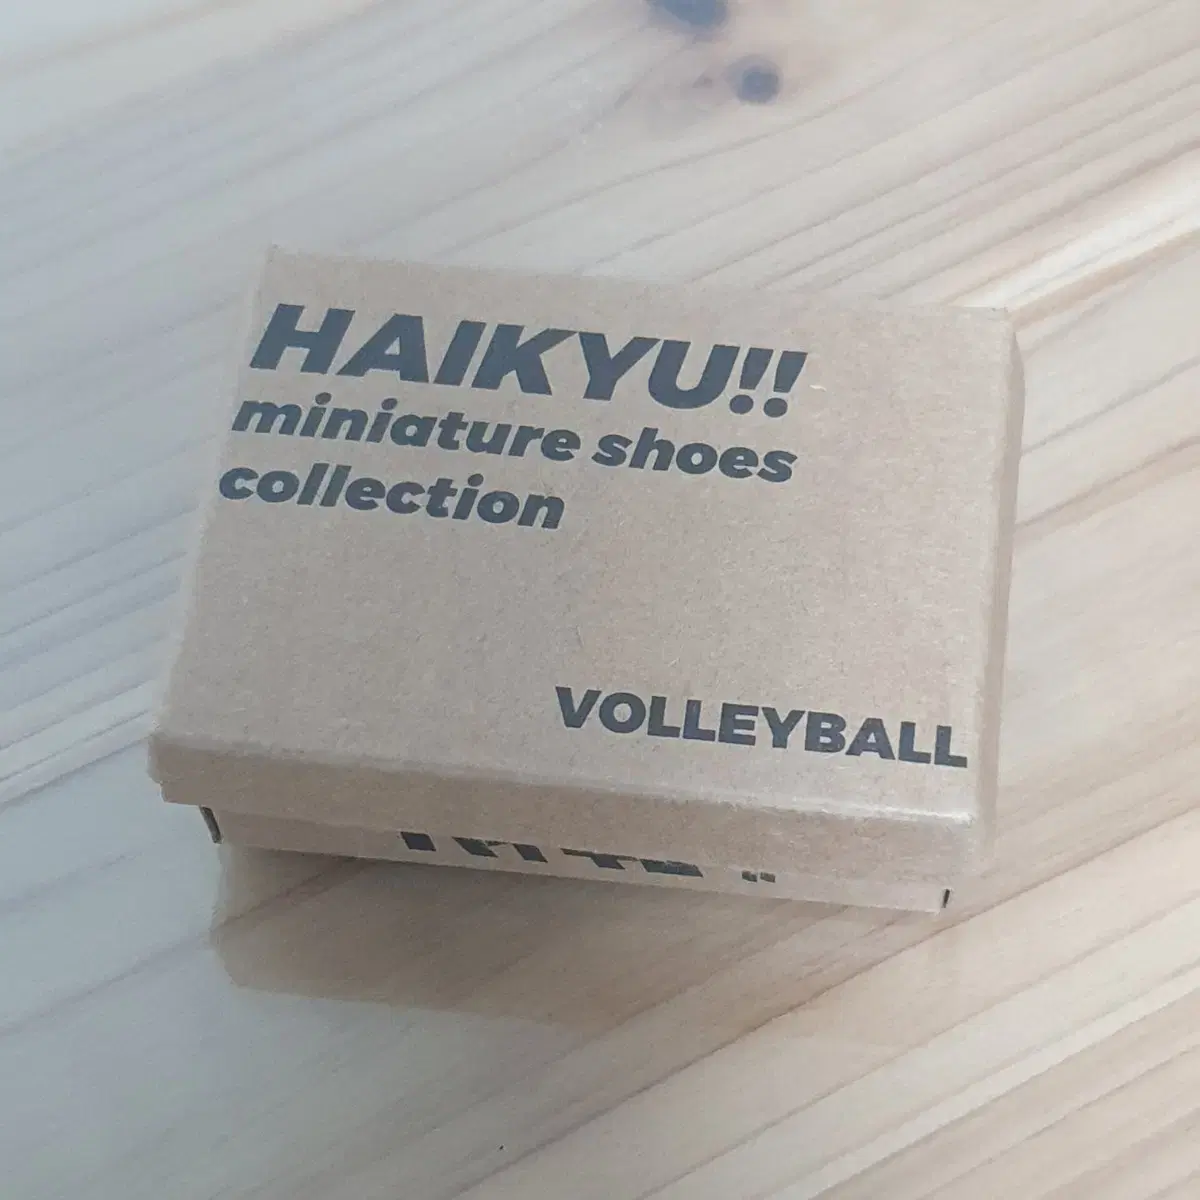 HAIKYU!!
miniature shoes
collection
VOLLEYBALL